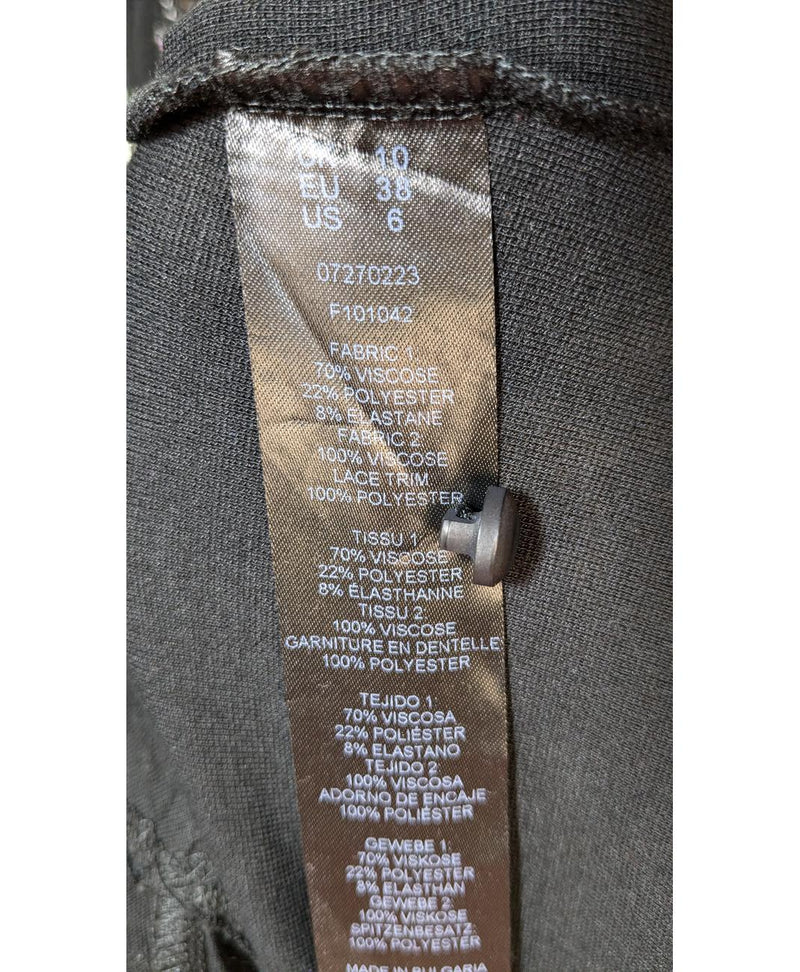 UK 10
EU 38
US 6
07270223
F101042
FABRIC 1
70% VISCOSE
22% POLYESTER
8% ELASTANE
FABRIC 2
100% VISCOSE
LACE TRIM
100% POLYESTER
TISSU 1
70% VISCOSE
22% POLYESTER
8% ÉLASTHANNE
TISSU 2
100% VISCOSE
GARNITURE EN DENTELLE
100% POLYESTER
TEJIDO 1:
70% VISCOSA
22% POLIÉSTER
8% ELASTANO
TEJIDO 2
100% VISCOSA
ADORNO DE ENCAJE
100% POLIÉSTER
GEWEBE 1:
70% VISKOSE
22% POLYESTER
8% ELASTHAN
GEWEBE 2:
100% VISKOSE
SPITZENBESATZ:
100% POLYESTER
MADE IN BULGARIA